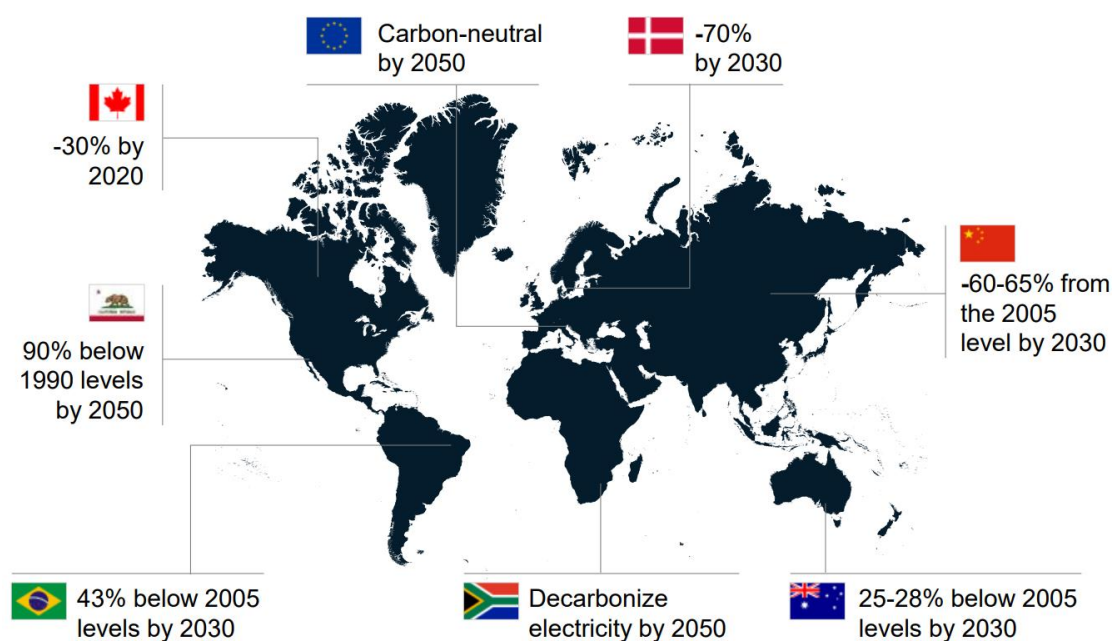 Carbon-neutral
by 2050
-70%
by 2030
-30% by
2020
-60-65% from
the 2005
level by 2030
90% below
1990 levels
by 2050
43% below 2005
levels by 2030
Decarbonize
electricity by 2050
25-28% below 2005
levels by 2030